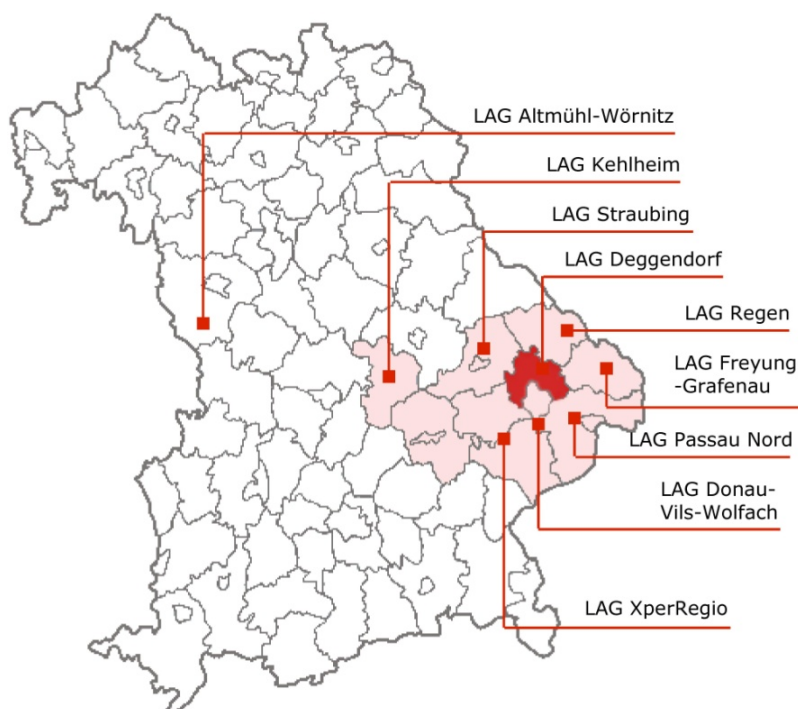 LAG Altmühl-Wörnitz
LAG Kehlheim
LAG Straubing
LAG Deggendorf
LAG Regen
LAG Freyung
-Grafenau
LAG Passau Nord
LAG Donau-
Vils-Wolfach
LAG XperRegio